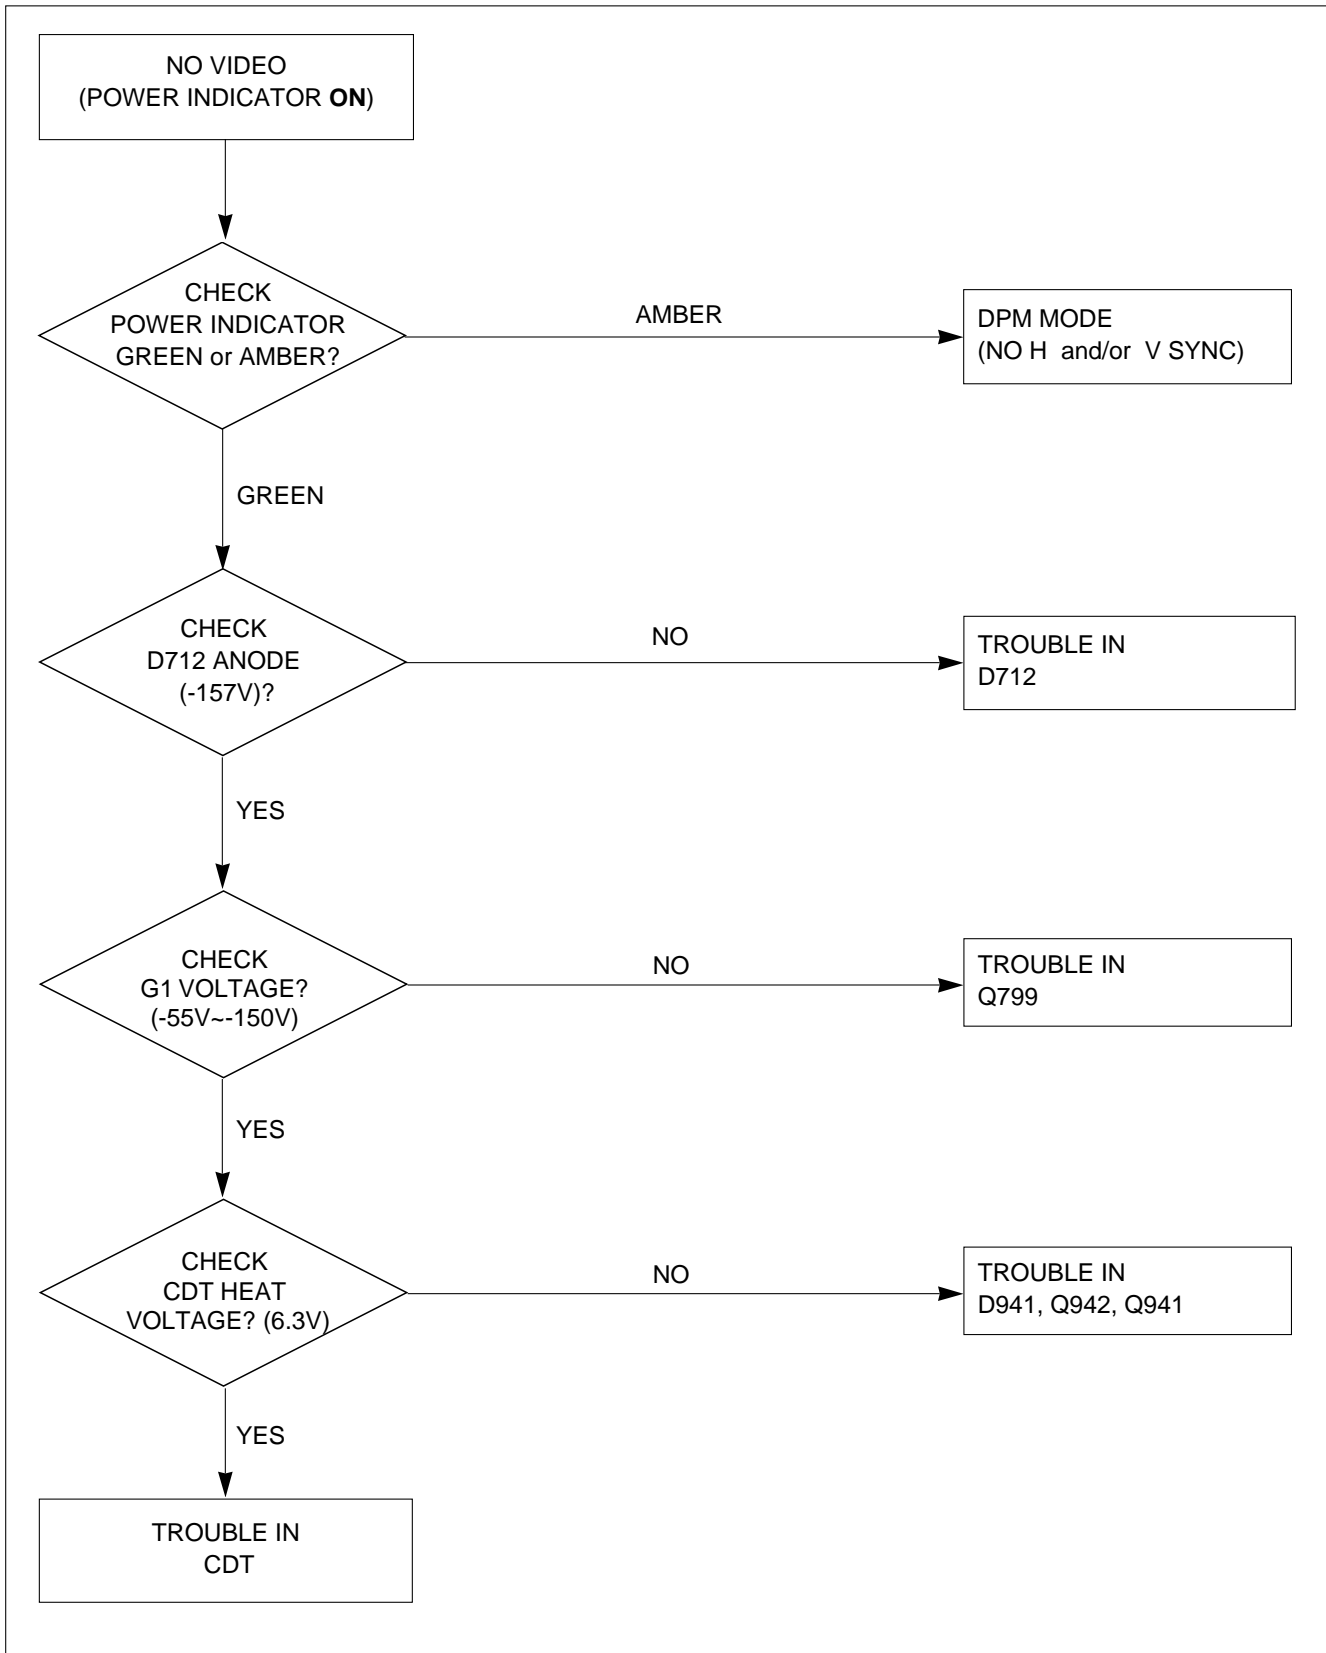 NO VIDEO
(POWER INDICATOR ON)
CHECK
POWER INDICATOR
GREEN or AMBER?
AMBER
DPM MODE
(NO H and/or V SYNC)
GREEN
CHECK
D712 ANODE
(-157V)?
NO
TROUBLE IN
D712
YES
CHECK
G1 VOLTAGE?
(-55V~-150V)
NO
TROUBLE IN
Q799
YES
CHECK
CDT HEAT
VOLTAGE? (6.3V)
NO
TROUBLE IN
D941, Q942, Q941
YES
TROUBLE IN
CDT